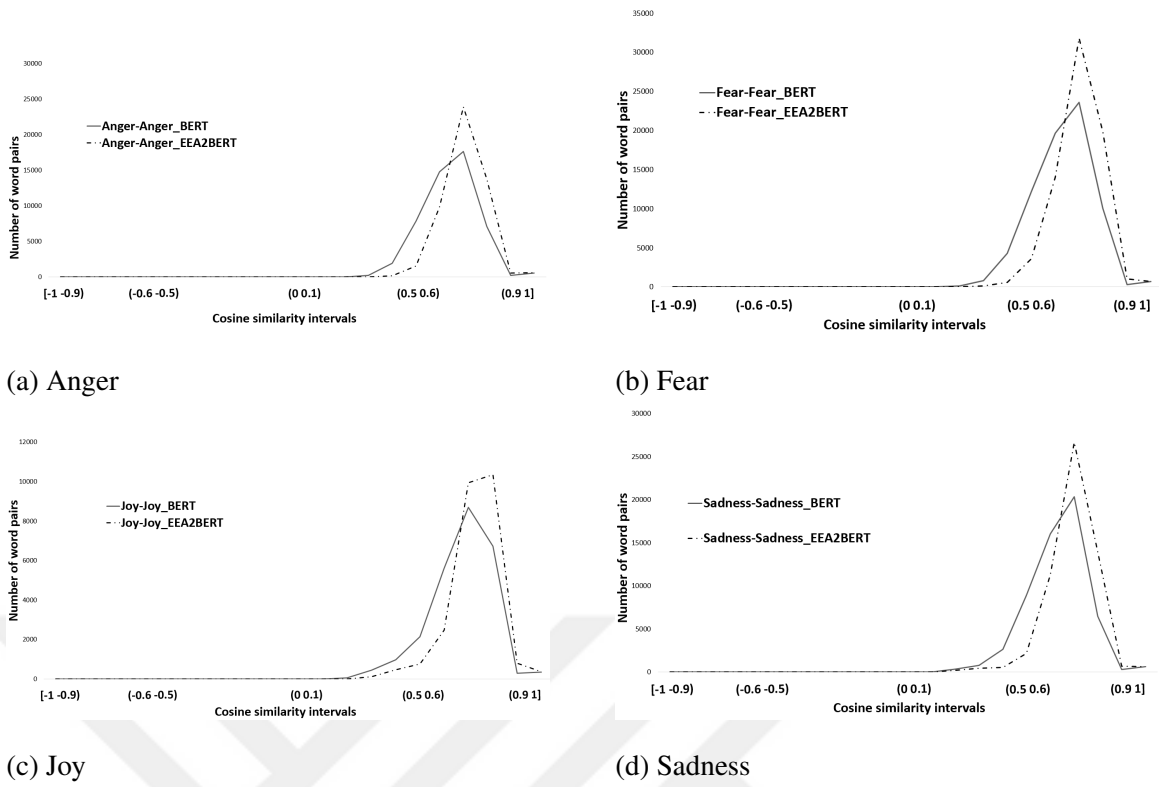 30000
25000
20000
15000
10000
5000
0
Number of word pairs
Anger-Anger_BERT
Anger-Anger_EEA2BERT
[-1 -0.9) (-0.6 -0.5) (0 0.1) (0.5 0.6) (0.9 1]
Cosine similarity intervals
(a) Anger
35000
30000
25000
20000
15000
10000
5000
0
Number of word pairs
Fear-Fear_BERT
Fear-Fear_EEA2BERT
[-1 -0.9) (-0.6 -0.5) (0 0.1) (0.5 0.6) (0.9 1]
Cosine similarity intervals
(b) Fear
12000
10000
8000
6000
4000
2000
0
Number of word pairs
Joy-Joy_BERT
Joy-Joy_EEA2BERT
[-1 -0.9) (-0.6 -0.5) (0 0.1) (0.5 0.6) (0.9 1]
Cosine similarity intervals
(c) Joy
30000
25000
20000
15000
10000
5000
0
Number of word pairs
Sadness-Sadness_BERT
Sadness-Sadness_EEA2BERT
[-1 -0.9) (-0.6 -0.5) (0 0.1) (0.5 0.6) (0.9 1]
Cosine similarity intervals
(d) Sadness